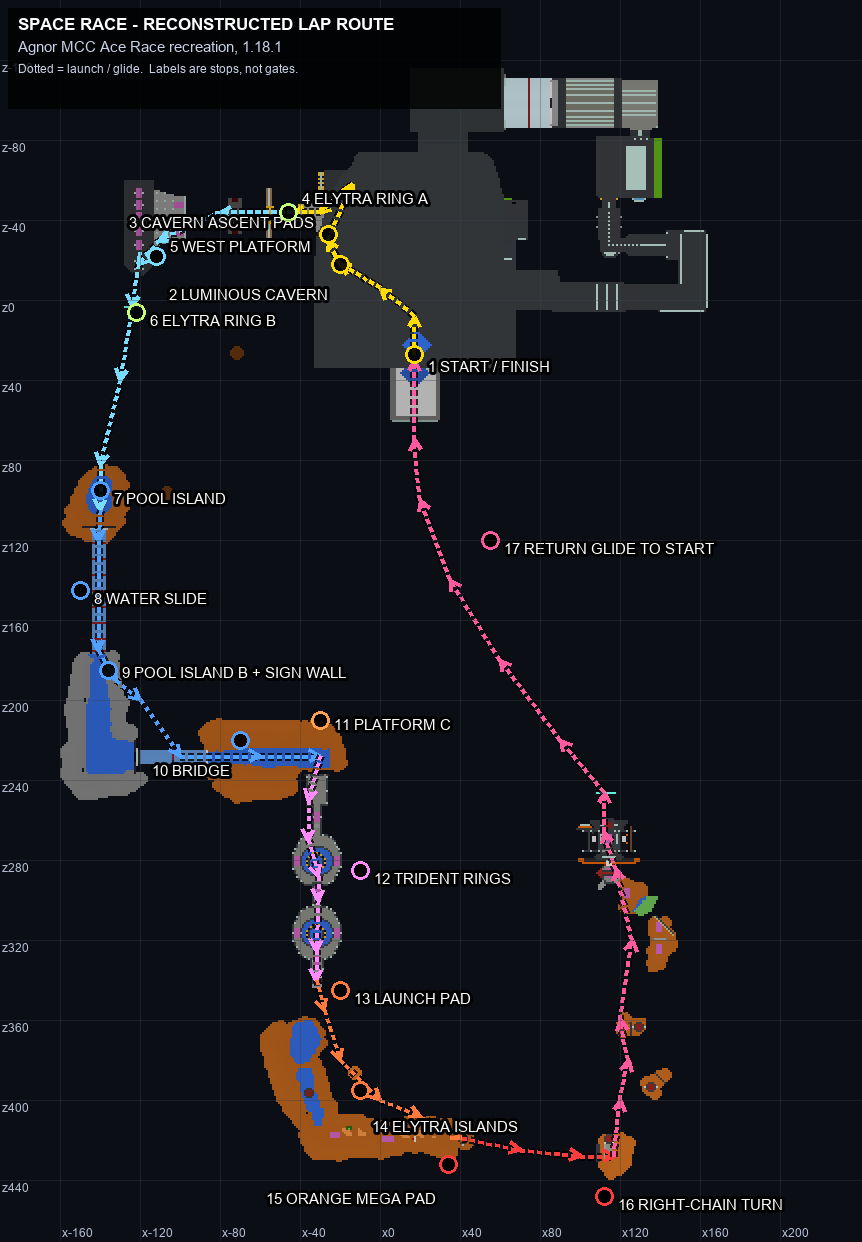 SPACE RACE - RECONSTRUCTED LAP ROUTE
Agnor MCC Ace Race recreation, 1.18.1
Dotted = launch / glide. Labels are stops, not gates.
z-80
4 ELYTRA RING A
z-40
3 CAVERN ASCENT PADS
5 WEST PLATFORM
2 LUMINOUS CAVERN
z0
6 ELYTRA RING B
1 START / FINISH
z40
z80
7 POOL ISLAND
z120
17 RETURN GLIDE TO START
8 WATER SLIDE
z160
9 POOL ISLAND B + SIGN WALL
z200
11 PLATFORM C
10 BRIDGE
z240
z280
12 TRIDENT RINGS
z320
13 LAUNCH PAD
z360
z400
14 ELYTRA ISLANDS
z440
15 ORANGE MEGA PAD
16 RIGHT-CHAIN TURN
x-160
x-120
x-80
x-40
x0
x40
x80
x120
x160
x200